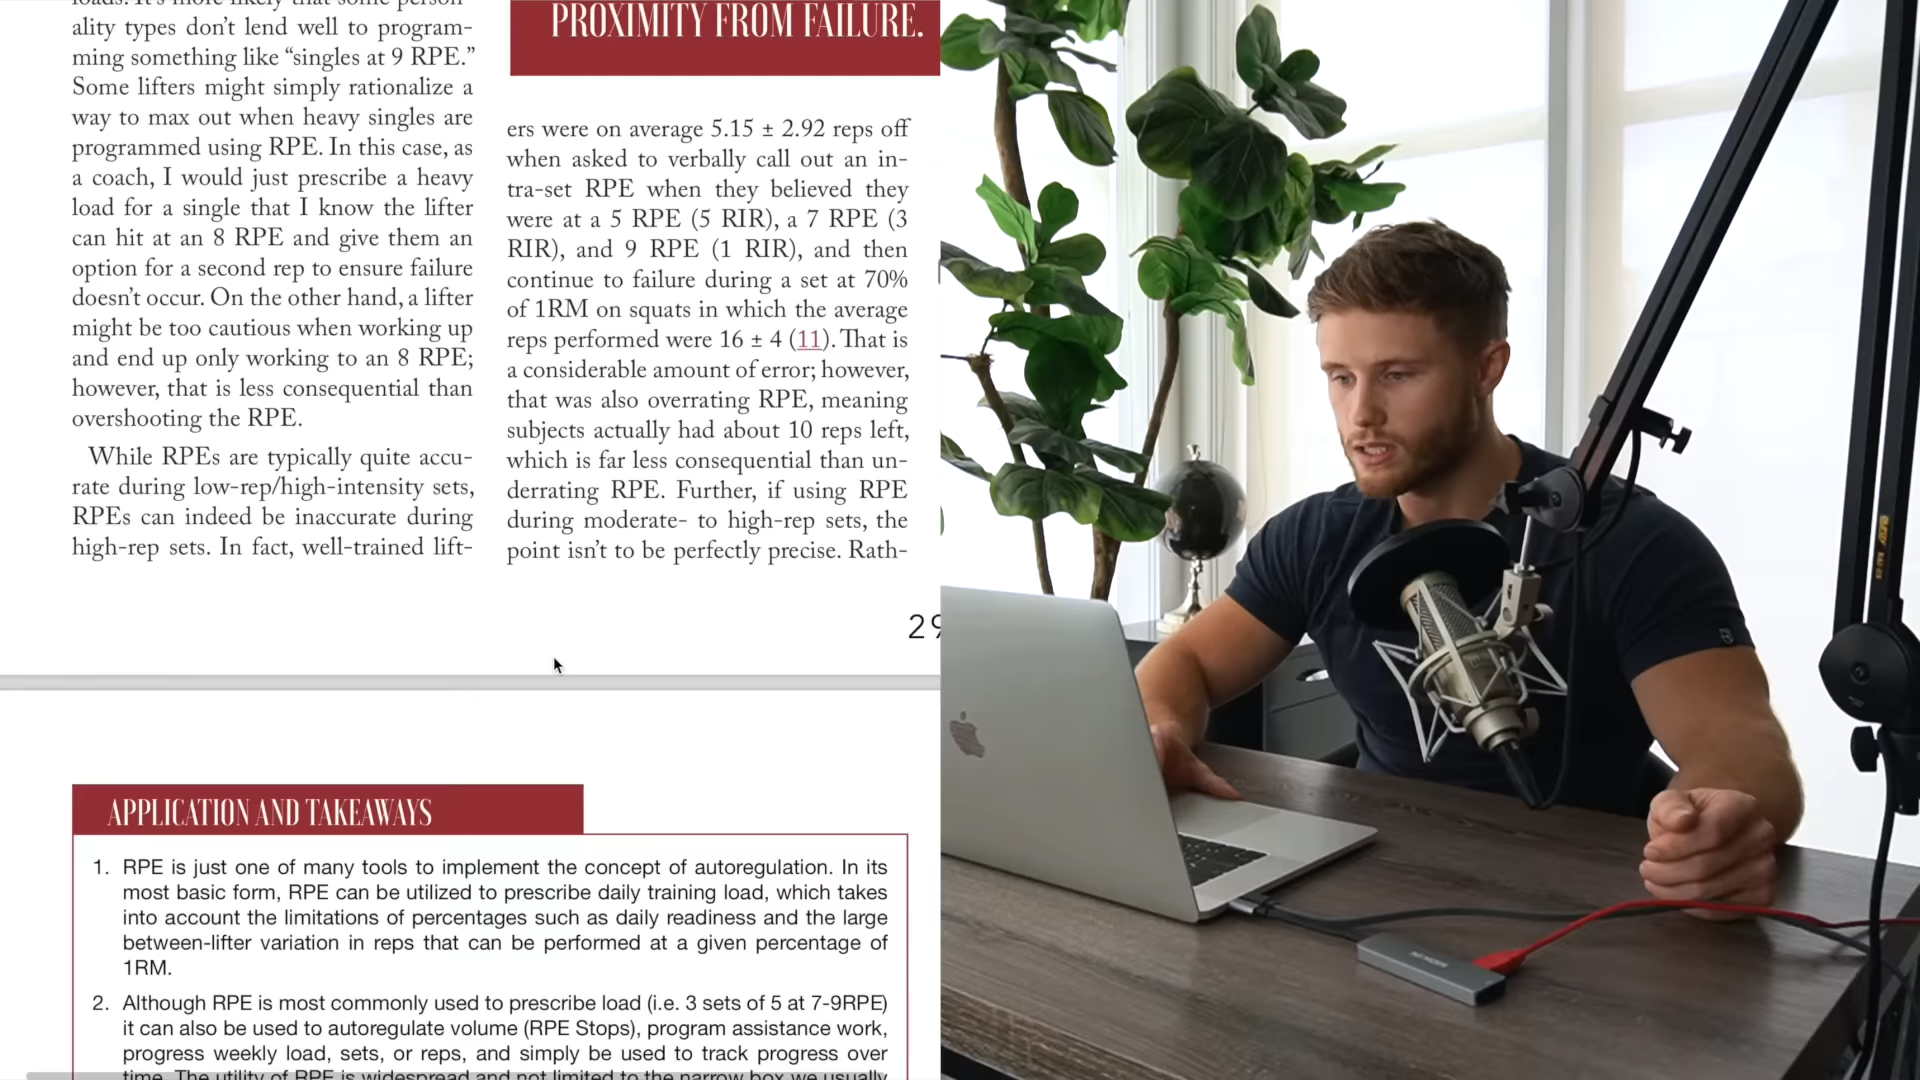 ality types don't lend well to program-
ming something like “singles at 9 RPE.”
Some lifters might simply rationalize a
way to max out when heavy singles are
programmed using RPE. In this case, as
a coach, I would just prescribe a heavy
load for a single that I know the lifter
can hit at an 8 RPE and give them an
option for a second rep to ensure failure
doesn't occur. On the other hand, a lifter
might be too cautious when working up
and end up only working to an 8 RPE;
however, that is less consequential than
overshooting the RPE.
While RPEs are typically quite accu-
rate during low-rep/high-intensity sets,
RPEs can indeed be inaccurate during
high-rep sets. In fact, well-trained lift-
PROXIMITY FROM FAILURE.
ers were on average 5.15 ± 2.92 reps off
when asked to verbally call out an in-
tra-set RPE when they believed they
were at a 5 RPE (5 RIR), a 7 RPE (3
RIR), and 9 RPE (1 RIR), and then
continue to failure during a set at 70%
of 1RM on squats in which the average
reps performed were 16 ± 4 (11). That is
a considerable amount of error; however,
that was also overrating RPE, meaning
subjects actually had about 10 reps left,
which is far less consequential than un-
derrating RPE. Further, if using RPE
during moderate- to high-rep sets, the
point isn't to be perfectly precise. Rath-
29
APPLICATION AND TAKEAWAYS
1. RPE is just one of many tools to implement the concept of autoregulation. In its
most basic form, RPE can be utilized to prescribe daily training load, which takes
into account the limitations of percentages such as daily readiness and the large
between-lifter variation in reps that can be performed at a given percentage of
1RM.
2. Although RPE is most commonly used to prescribe load (i.e. 3 sets of 5 at 7-9RPE)
it can also be used to autoregulate volume (RPE Stops), program assistance work,
progress weekly load, sets, or reps, and simply be used to track progress over
time. The utility of RPE is widespread and not limited to the narrow box we usually